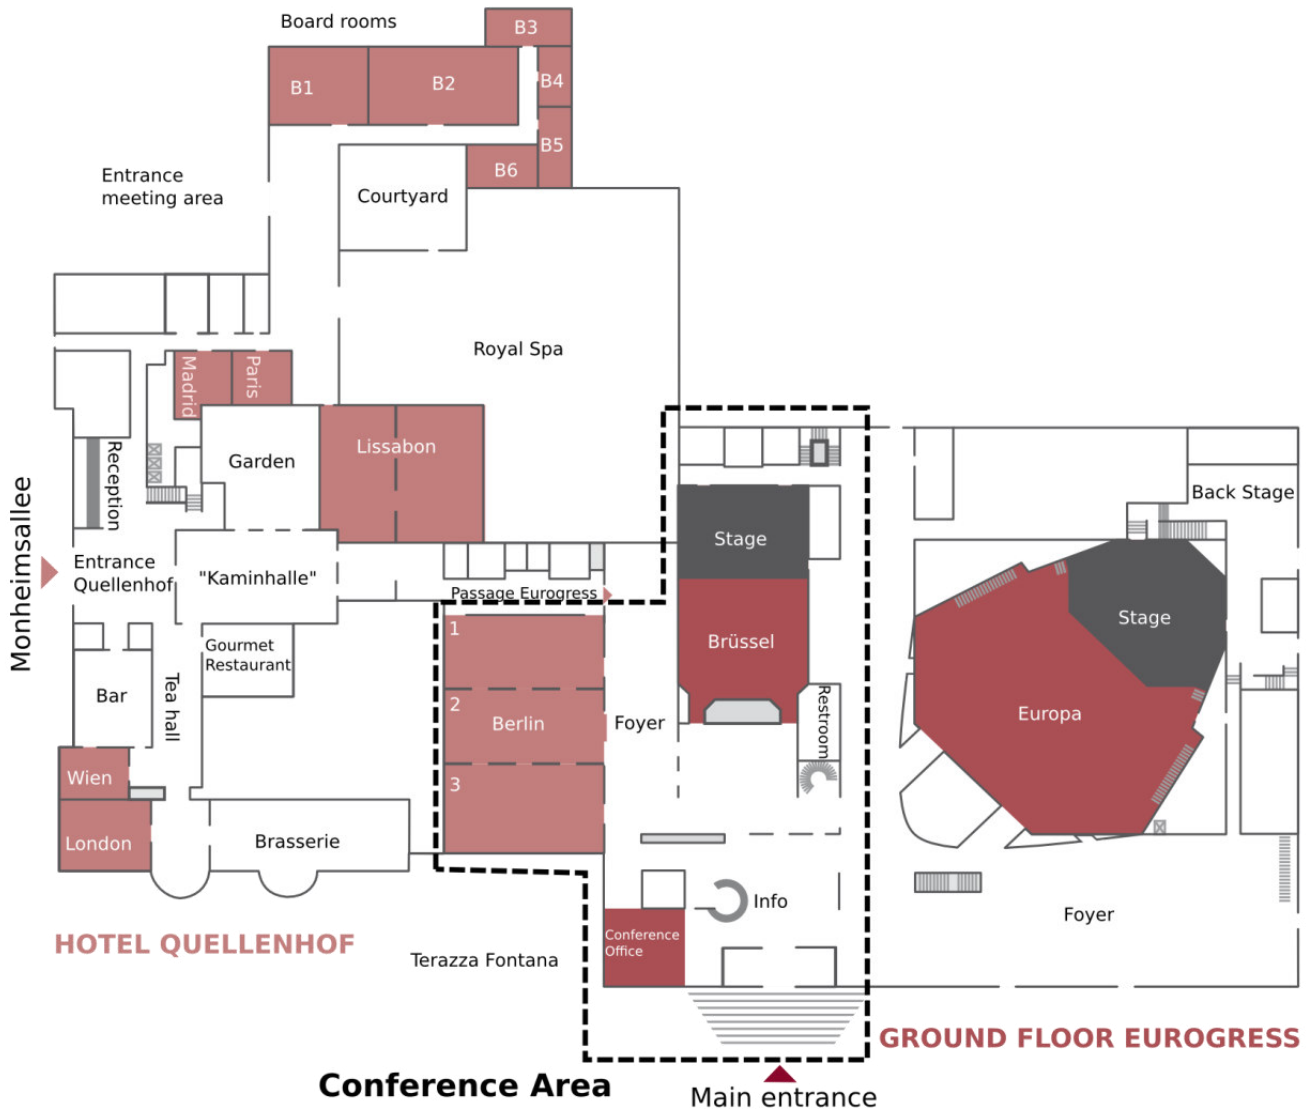 Board rooms
B3
B1
B2
B4
B5
B6
Entrance
meeting area
Courtyard
Royal Spa
Madrid
Paris
Lissabon
Garden
Reception
Back Stage
Stage
Monheimsallee
Entrance
Quellenhof
"Kaminhalle"
Passage Eurogress
Stage
1
Brüssel
Gourmet
Restaurant
Bar
Tea hall
2
Berlin
Foyer
Restroom
Europa
Wien
3
London
Brasserie
Info
Foyer
Conference
Office
HOTEL QUELLENHOF
Terazza Fontana
GROUND FLOOR EUROGRESS
Conference Area
Main entrance